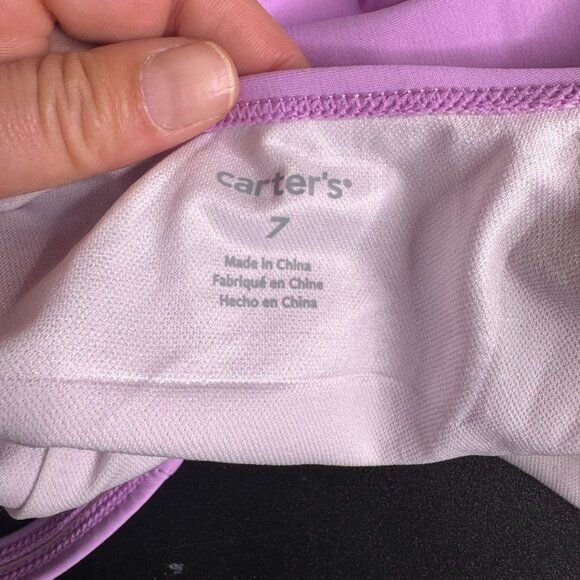 carter's®
7
Made in China
Fabriqué en Chine
Hecho en China